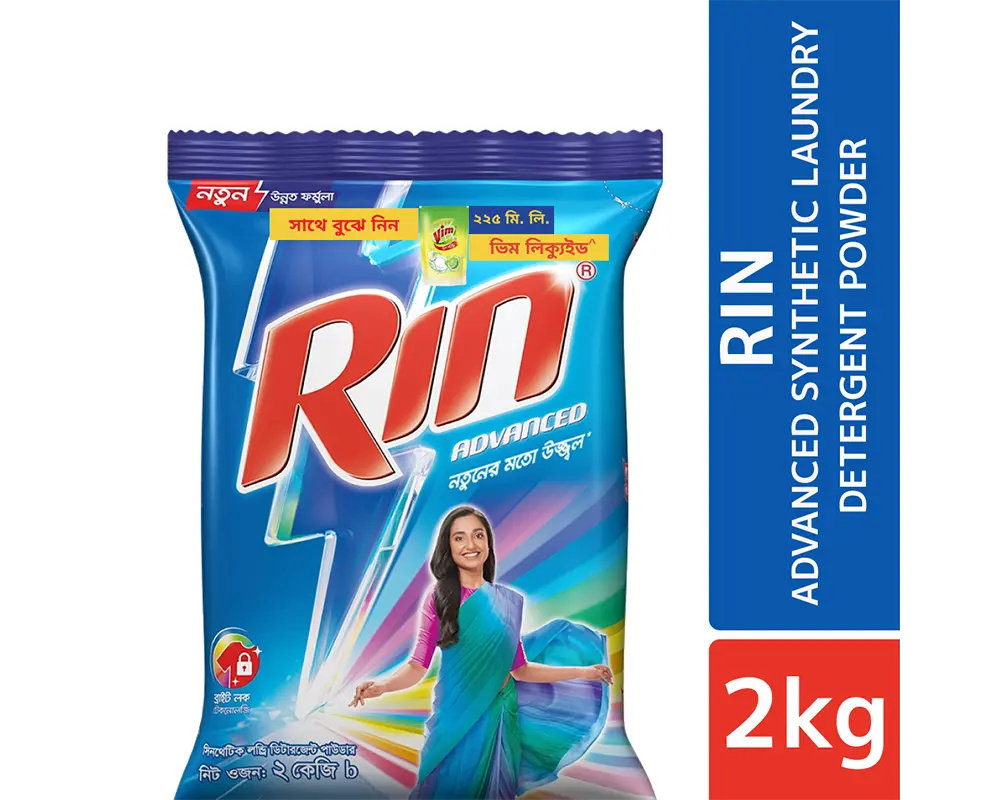 নতুন উন্নত ফর্মুলা
সাথে বুঝে নিন
২২৫ মি. লি.
ভিম লিক্যুইড^
Vim
Rin®
ADVANCED
নতুনের মতো উজ্জ্বল*
ব্রাইট লক
টেকনোলজি
সিনথেটিক লন্ড্রি ডিটারজেন্ট পাউডার
নিট ওজন: ২ কেজি ৮
RIN
ADVANCED SYNTHETIC LAUNDRY
DETERGENT POWDER
2kg